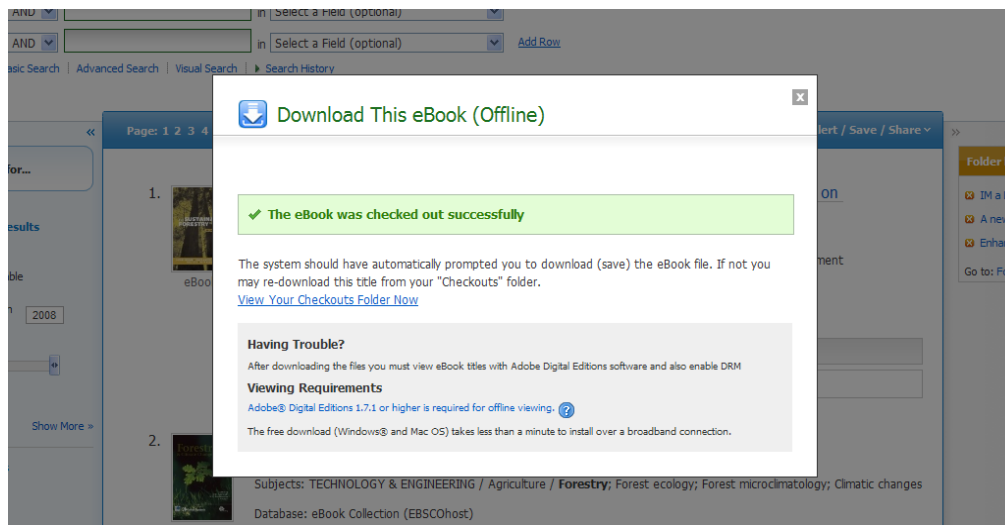 AND in Select a Field (optional)
AND in Select a Field (optional) Add Row
asic Search | Advanced Search | Visual Search | Search History
Download This eBook (Offline) x
« Page: 1 2 3 4 lert / Save / Share »
for... Folder
1. on IM a
esults The eBook was checked out successfully A new
SUSTAINABLE FORESTRY
Enha
ble The system should have automatically prompted you to download (save) the eBook file. If not you ment
eBoo may re-download this title from your "Checkouts" folder. Go to: F
View Your Checkouts Folder Now
2008
Having Trouble?
After downloading the files you must view eBook titles with Adobe Digital Editions software and also enable DRM
Viewing Requirements
Adobe® Digital Editions 1.7.1 or higher is required for offline viewing. ?
Show More »
The free download (Windows® and Mac OS) takes less than a minute to install over a broadband connection.
2.
Forest
Subjects: TECHNOLOGY & ENGINEERING / Agriculture / Forestry; Forest ecology; Forest microclimatology; Climatic changes
Database: eBook Collection (EBSCOhost)